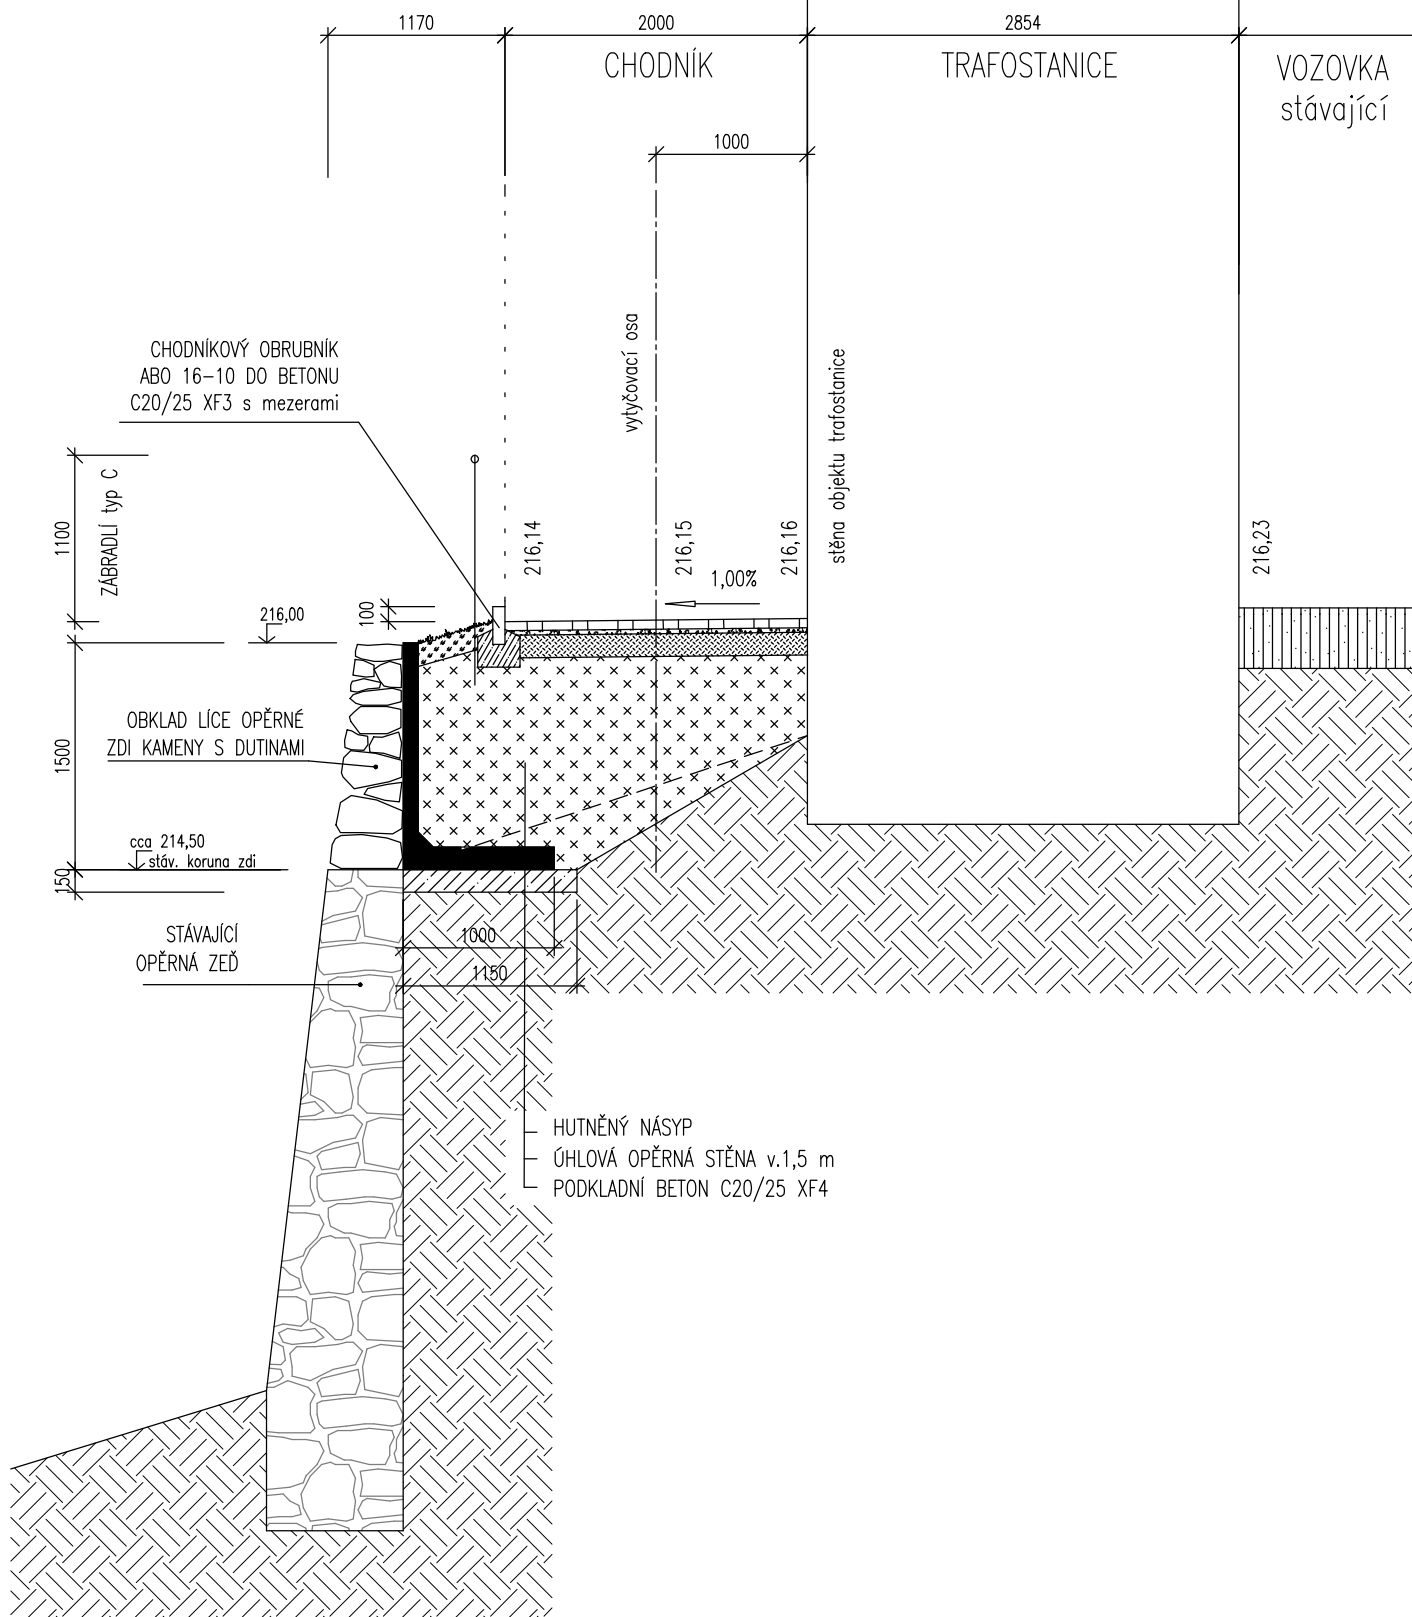 1170
2000
2854
CHODNÍK
TRAFOSTANICE
VOZOVKA
stávající
1000
vytyčovací osa
stěna objektu trafostanice
CHODNÍKOVÝ OBRUBNÍK
ABO 16-10 DO BETONU
C20/25 XF3 s mezerami
1100
ZÁBRADLÍ typ C
216,14
216,15
216,16
216,23
1,00%
100
216,00
OBKLAD LÍCE OPĚRNÉ
ZDI KAMENY S DUTINAMI
1500
cca 214,50
stáv. koruna zdi
150
STÁVAJÍCÍ
OPĚRNÁ ZEĎ
1000
1150
HUTNĚNÝ NÁSYP
ÚHLOVÁ OPĚRNÁ STĚNA v.1,5 m
PODKLADNÍ BETON C20/25 XF4